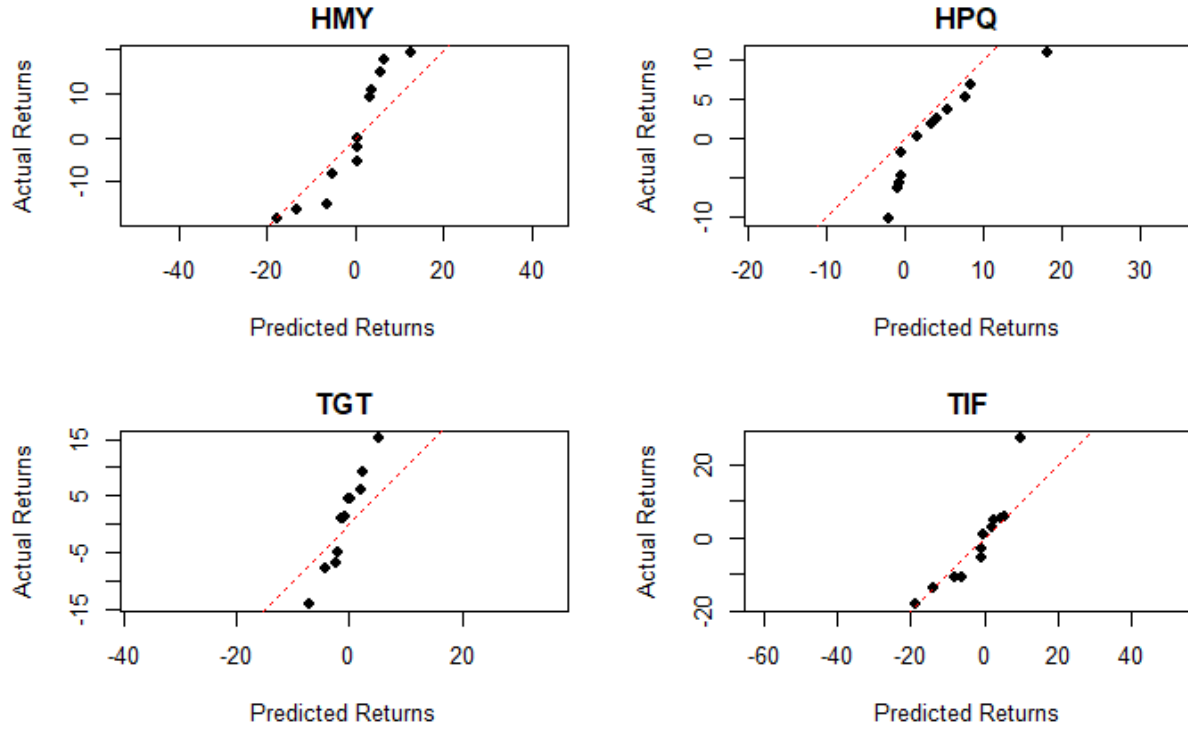 HMY
Actual Returns
10
0
-10
-40 -20 0 20 40
Predicted Returns
HPQ
Actual Returns
10
5
0
-10
-20 -10 0 10 20 30
Predicted Returns
TGT
Actual Returns
15
5
-5
-15
-40 -20 0 20
Predicted Returns
TIF
Actual Returns
20
0
-20
-60 -40 -20 0 20 40
Predicted Returns